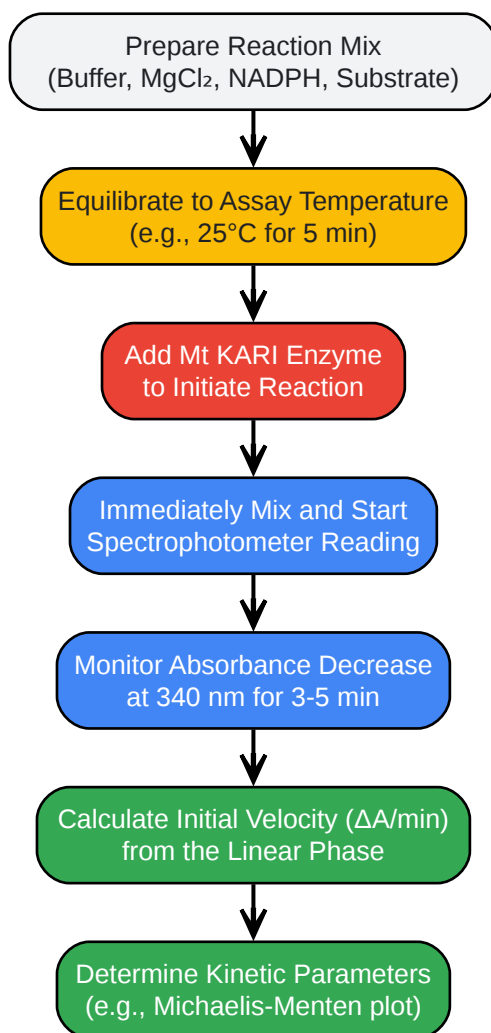 Prepare Reaction Mix
(Buffer, MgCl₂, NADPH, Substrate)
Equilibrate to Assay Temperature
(e.g., 25°C for 5 min)
Add Mt KARI Enzyme
to Initiate Reaction
Immediately Mix and Start
Spectrophotometer Reading
Monitor Absorbance Decrease
at 340 nm for 3-5 min
Calculate Initial Velocity (ΔA/min)
from the Linear Phase
Determine Kinetic Parameters
(e.g., Michaelis-Menten plot)